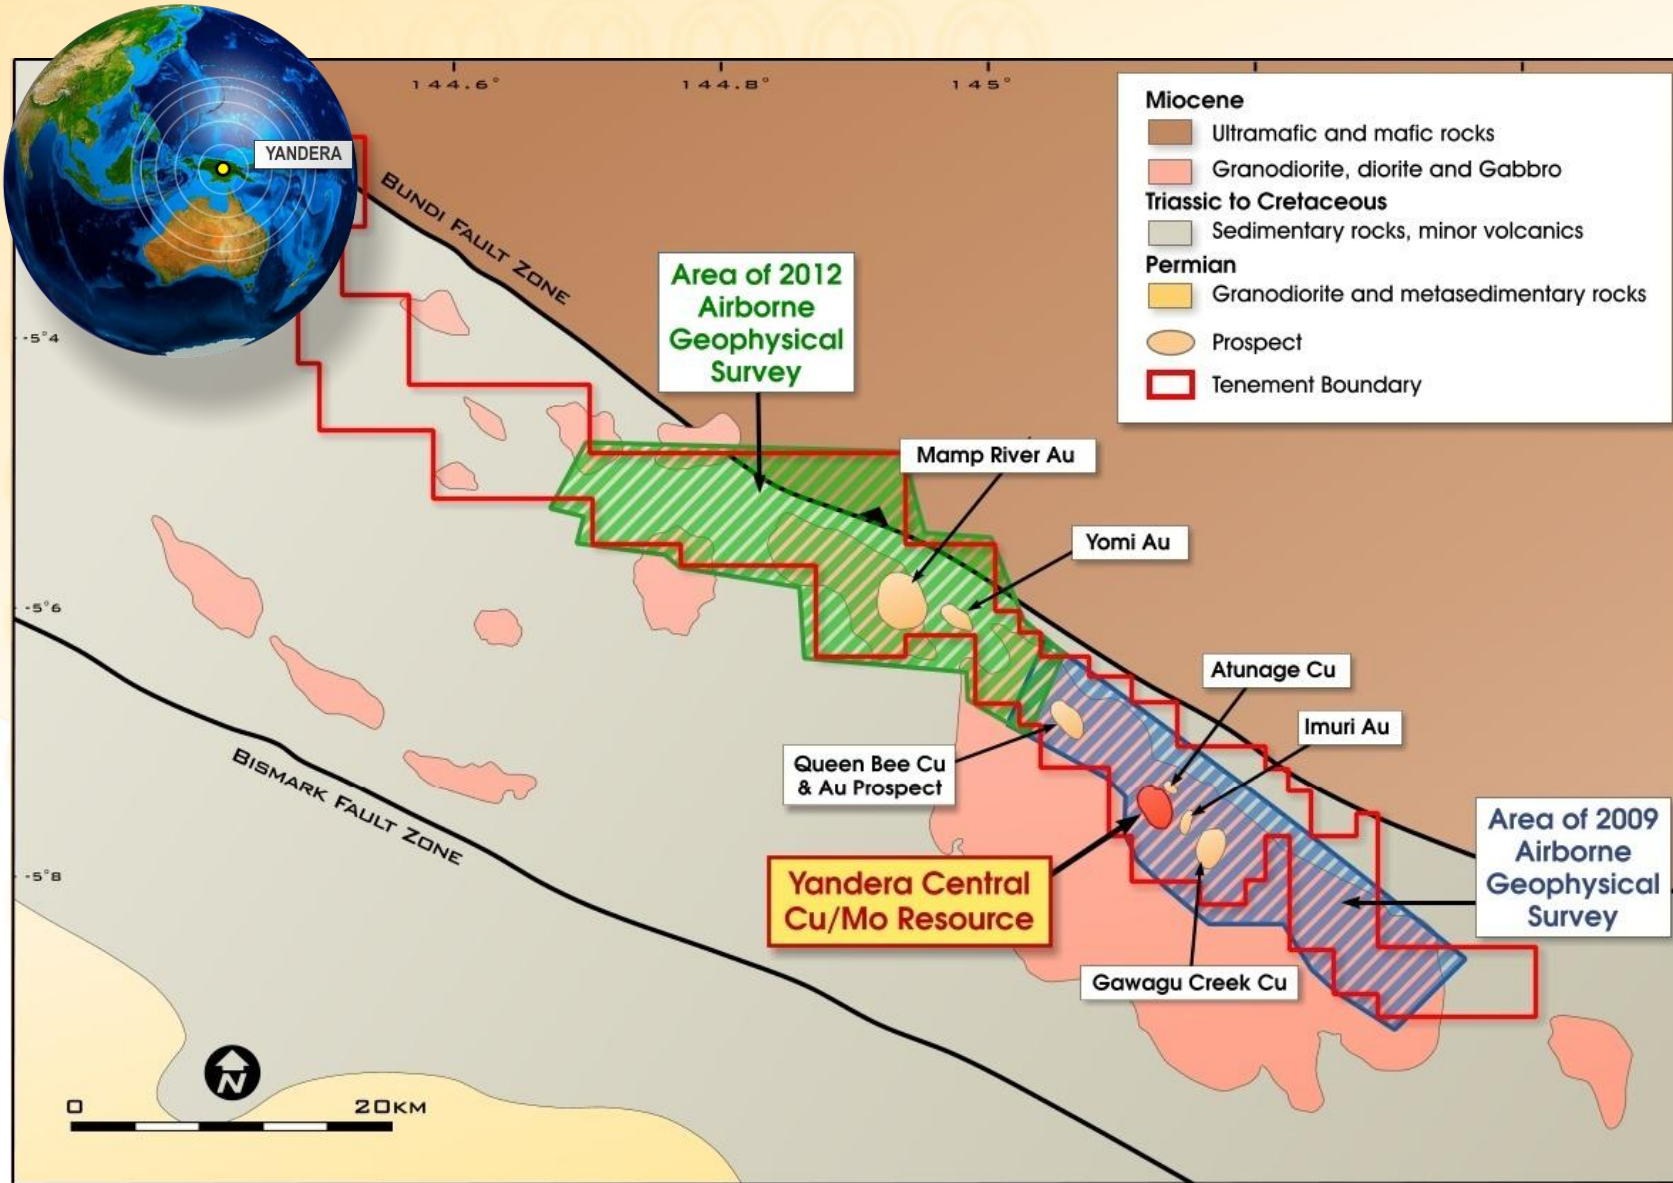 YANDERA
144.6°
144.8°
145°
Miocene
Ultramafic and mafic rocks
Granodiorite, diorite and Gabbro
Triassic to Cretaceous
Sedimentary rocks, minor volcanics
Permian
Granodiorite and metasedimentary rocks
Prospect
Tenement Boundary
BUNDI FAULT ZONE
Area of 2012
Airborne
Geophysical
Survey
-5°4
Mamp River Au
Yomi Au
-5°6
Atunage Cu
Imuri Au
Queen Bee Cu
& Au Prospect
BISMARK FAULT ZONE
Area of 2009
Airborne
Geophysical
Survey
-5°8
Yandera Central
Cu/Mo Resource
Gawagu Creek Cu
N
0 20KM